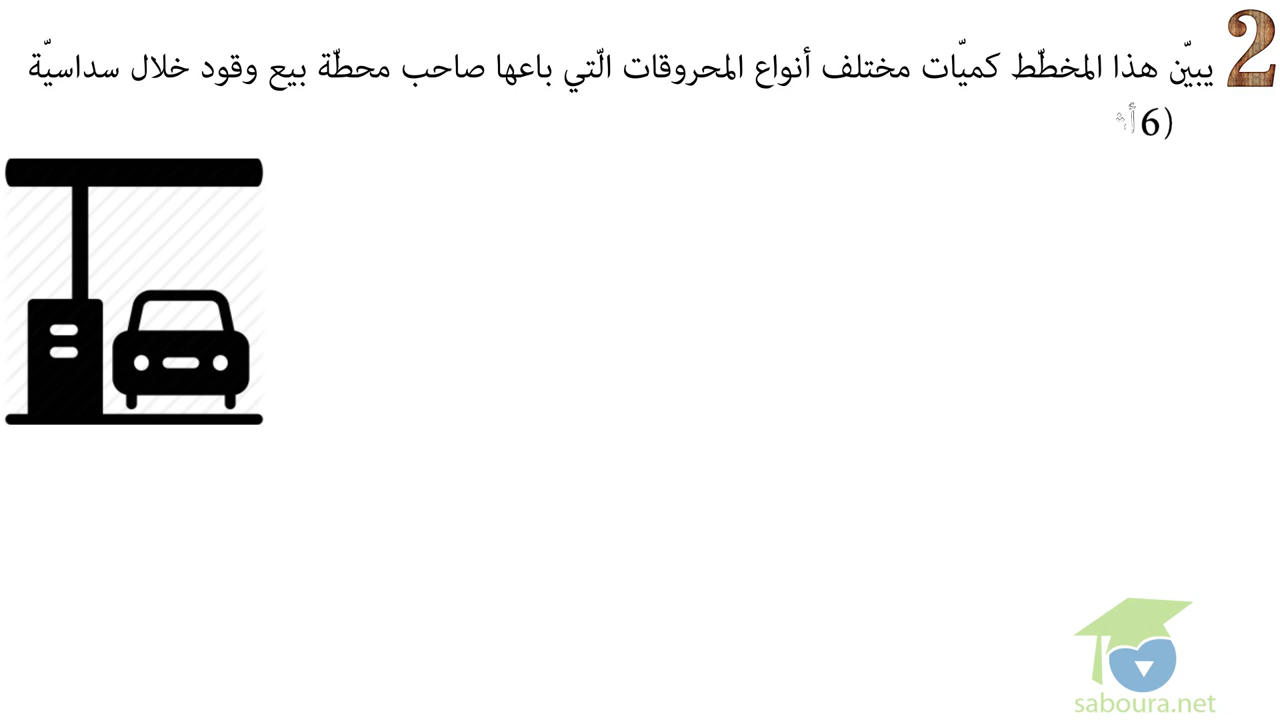 2
يبيّن هذا المخطّط كميّات مختلف أنواع المحروقات الّتي باعها صاحب محطّة بيع وقود خلال سداسيّة
(6
saboura.net